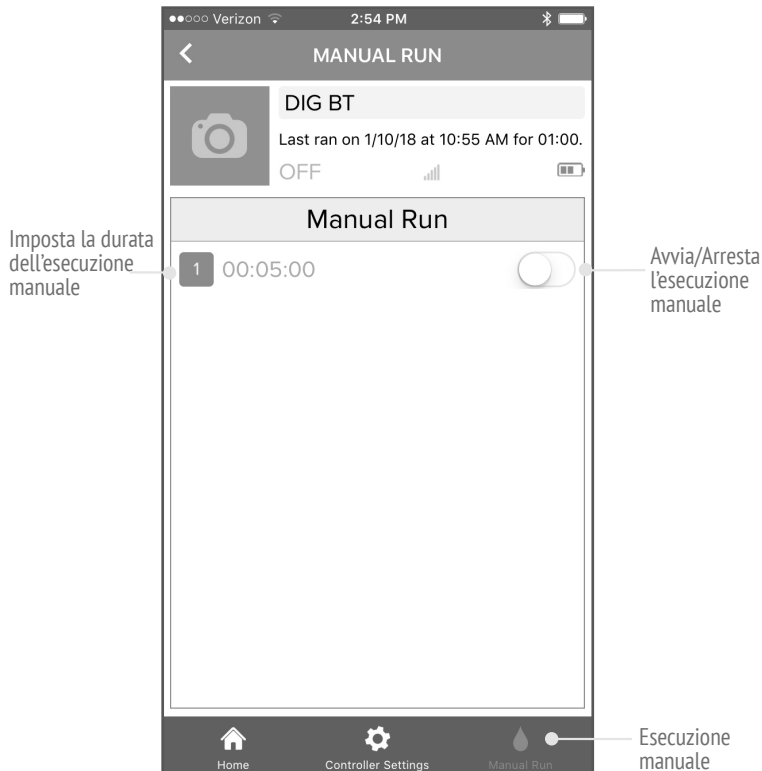 ●●○○○ Verizon 2:54 PM
MANUAL RUN
DIG BT
Last ran on 1/10/18 at 10:55 AM for 01:00.
OFF
Manual Run
Imposta la durata
dell'esecuzione
manuale
1 00:05:00
Avvia/Arresta
l'esecuzione
manuale
Home
Controller Settings
Manual Run
Esecuzione
manuale